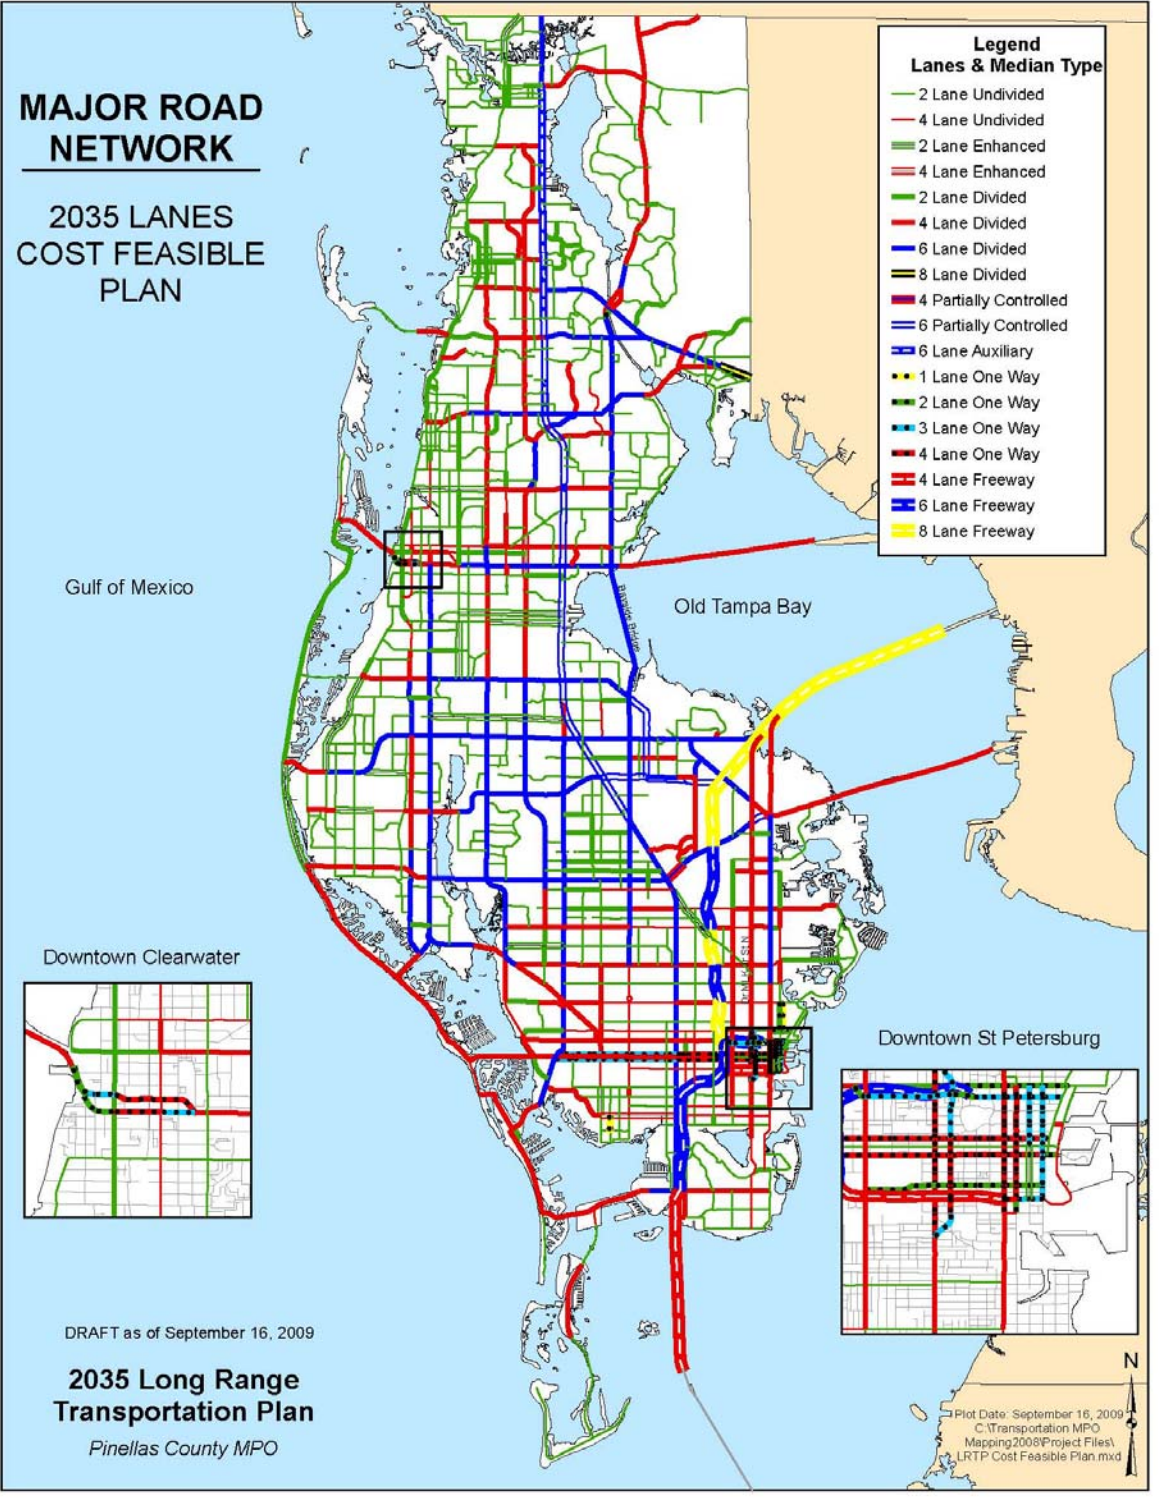 MAJOR ROAD
NETWORK
2035 LANES
COST FEASIBLE
PLAN
Legend
Lanes & Median Type
2 Lane Undivided
4 Lane Undivided
2 Lane Enhanced
4 Lane Enhanced
2 Lane Divided
4 Lane Divided
6 Lane Divided
8 Lane Divided
4 Partially Controlled
6 Partially Controlled
6 Lane Auxiliary
1 Lane One Way
2 Lane One Way
3 Lane One Way
4 Lane One Way
4 Lane Freeway
6 Lane Freeway
8 Lane Freeway
Gulf of Mexico
Old Tampa Bay
Bayside Bridge
Downtown Clearwater
Downtown St Petersburg
DRAFT as of September 16, 2009
2035 Long Range
Transportation Plan
Pinellas County MPO
N
Plot Date: September 16, 2009
C:\Transportation MPO
Mapping2008\Project Files\
LRTP Cost Feasible Plan.mxd